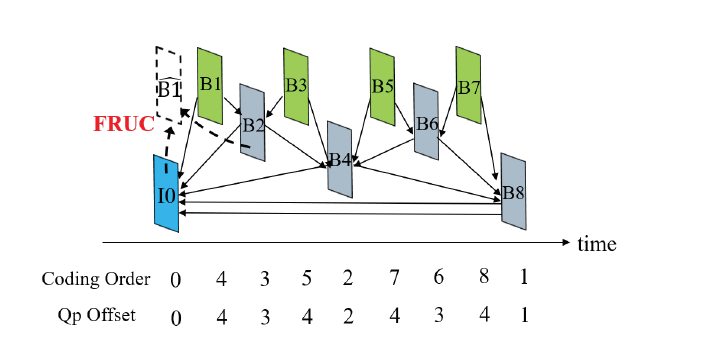 B̂1 B1 B3 B5 B7
FRUC B2 B6
B4
I0 B8
time
Coding Order 0 4 3 5 2 7 6 8 1
Qp Offset 0 4 3 4 2 4 3 4 1